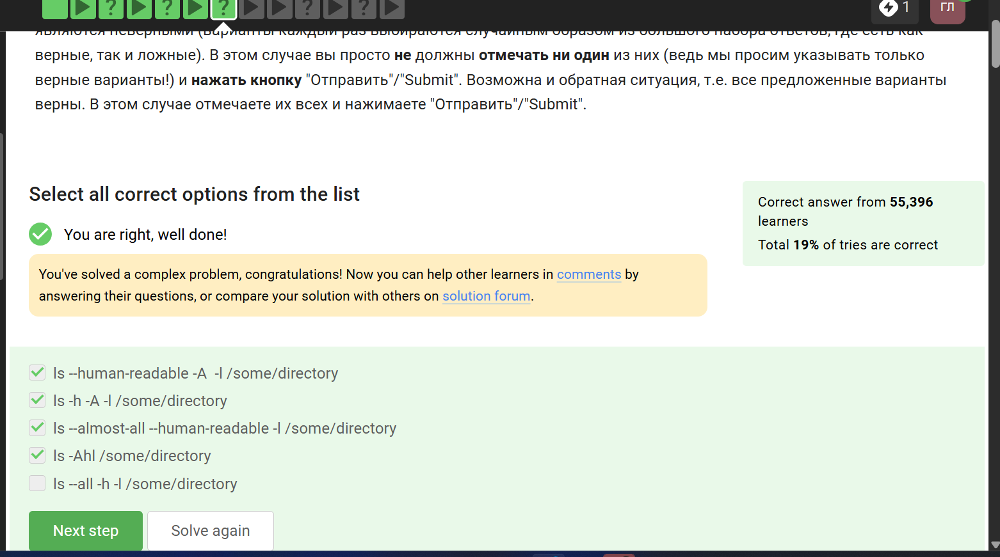 ? ? ? ? ?
1
ГЛ
являются неверными (варианты каждый раз выбираются случайным образом из большого набора ответов, где есть как
верные, так и ложные). В этом случае вы просто не должны отмечать ни один из них (ведь мы просим указывать только
верные варианты!) и нажать кнопку "Отправить"/"Submit". Возможна и обратная ситуация, т.е. все предложенные варианты
верны. В этом случае отмечаете их всех и нажимаете "Отправить"/"Submit".
Select all correct options from the list
You are right, well done!
You've solved a complex problem, congratulations! Now you can help other learners in comments by
answering their questions, or compare your solution with others on solution forum.
Correct answer from 55,396
learners
Total 19% of tries are correct
ls --human-readable -A  -l /some/directory
ls -h -A -l /some/directory
ls --almost-all --human-readable -l /some/directory
ls -Ahl /some/directory
ls --all -h -l /some/directory
Next step
Solve again